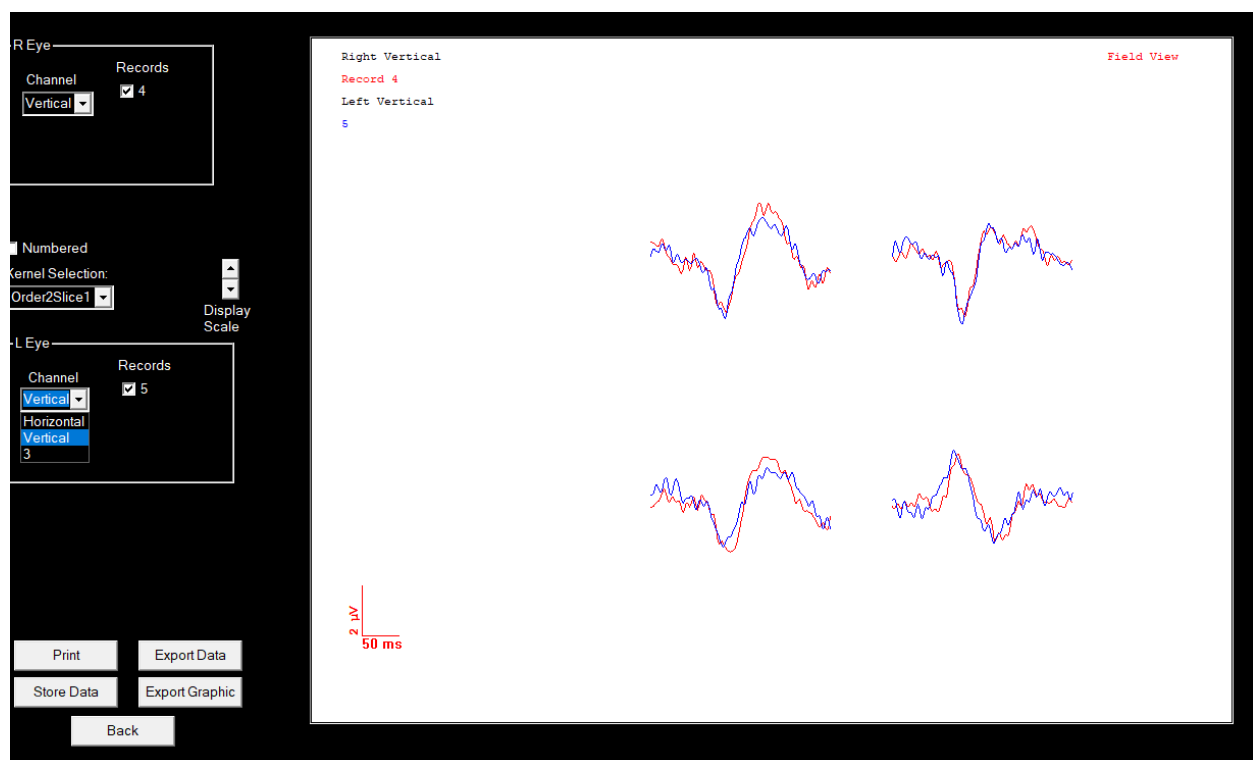 R Eye
Channel
Records
Vertical
4
Numbered
Kernel Selection:
Order2Slice1
Display
Scale
L Eye
Channel
Records
Vertical
5
Horizontal
Vertical
3
Print
Export Data
Store Data
Export Graphic
Back
Right Vertical
Field View
Record 4
Left Vertical
5
2 µV
50 ms